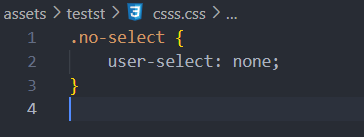 assets > testst > csss.css > ...
1 .no-select {
2     user-select: none;
3 }
4